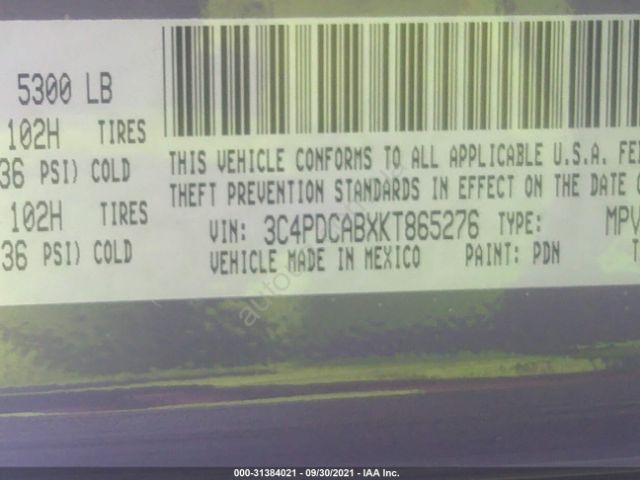 5300 LB
102H TIRES
36 PSI) COLD
102H TIRES
36 PSI) COLD
THIS VEHICLE CONFORMS TO ALL APPLICABLE U.S.A. FE
THEFT PREVENTION STANDARDS IN EFFECT ON THE DATE
VIN: 3C4PDCABXKT865276 TYPE: MPV
VEHICLE MADE IN MEXICO PAINT: PDN T
000-31384021 - 09/30/2021 - IAA Inc.